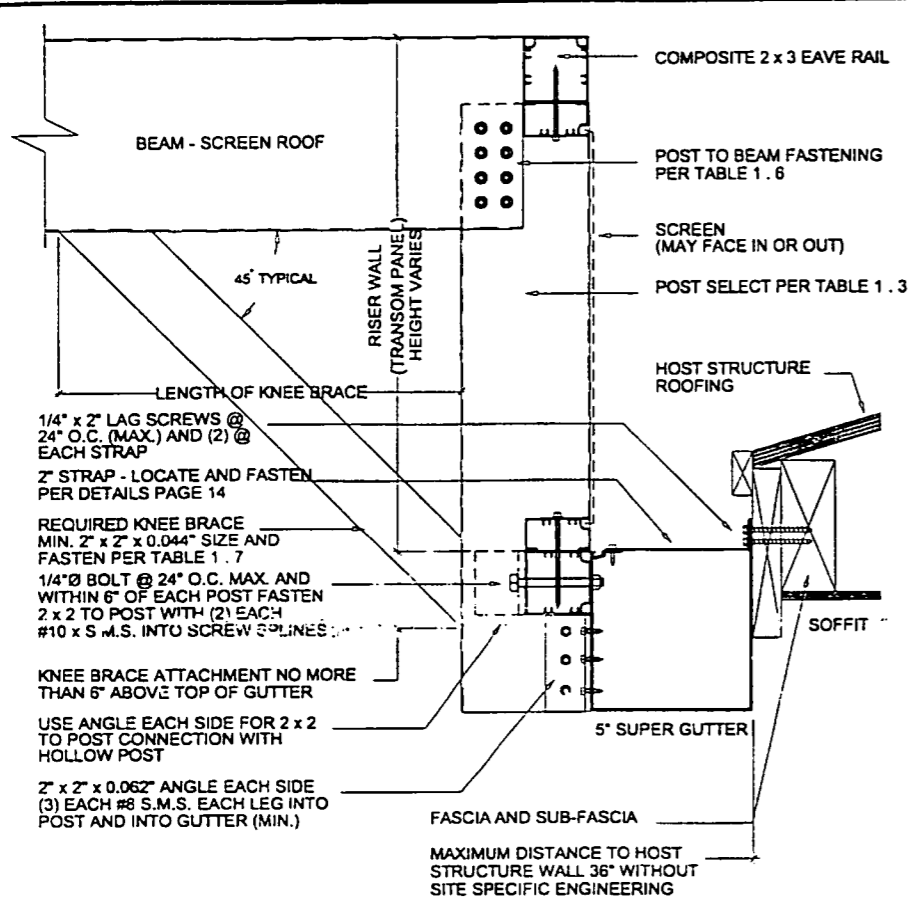 COMPOSITE 2 x 3 EAVE RAIL
BEAM - SCREEN ROOF
POST TO BEAM FASTENING
PER TABLE 1 . 6
SCREEN
(MAY FACE IN OR OUT)
45° TYPICAL
RISER WALL
(TRANSOM PANEL)
HEIGHT VARIES
POST SELECT PER TABLE 1 . 3
HOST STRUCTURE
ROOFING
LENGTH OF KNEE BRACE
1/4" x 2" LAG SCREWS @
24" O.C. (MAX.) AND (2) @
EACH STRAP
2" STRAP - LOCATE AND FASTEN
PER DETAILS PAGE 14
REQUIRED KNEE BRACE
MIN. 2" x 2" x 0.044" SIZE AND
FASTEN PER TABLE 1 . 7
1/4"Ø BOLT @ 24" O.C. MAX. AND
WITHIN 6" OF EACH POST FASTEN
2 x 2 TO POST WITH (2) EACH
#10 x S.M.S. INTO SCREW SPLINES
SOFFIT
KNEE BRACE ATTACHMENT NO MORE
THAN 6" ABOVE TOP OF GUTTER
USE ANGLE EACH SIDE FOR 2 x 2
TO POST CONNECTION WITH
HOLLOW POST
5" SUPER GUTTER
2" x 2" x 0.062" ANGLE EACH SIDE
(3) EACH #8 S.M.S. EACH LEG INTO
POST AND INTO GUTTER (MIN.)
FASCIA AND SUB-FASCIA
MAXIMUM DISTANCE TO HOST
STRUCTURE WALL 36" WITHOUT
SITE SPECIFIC ENGINEERING